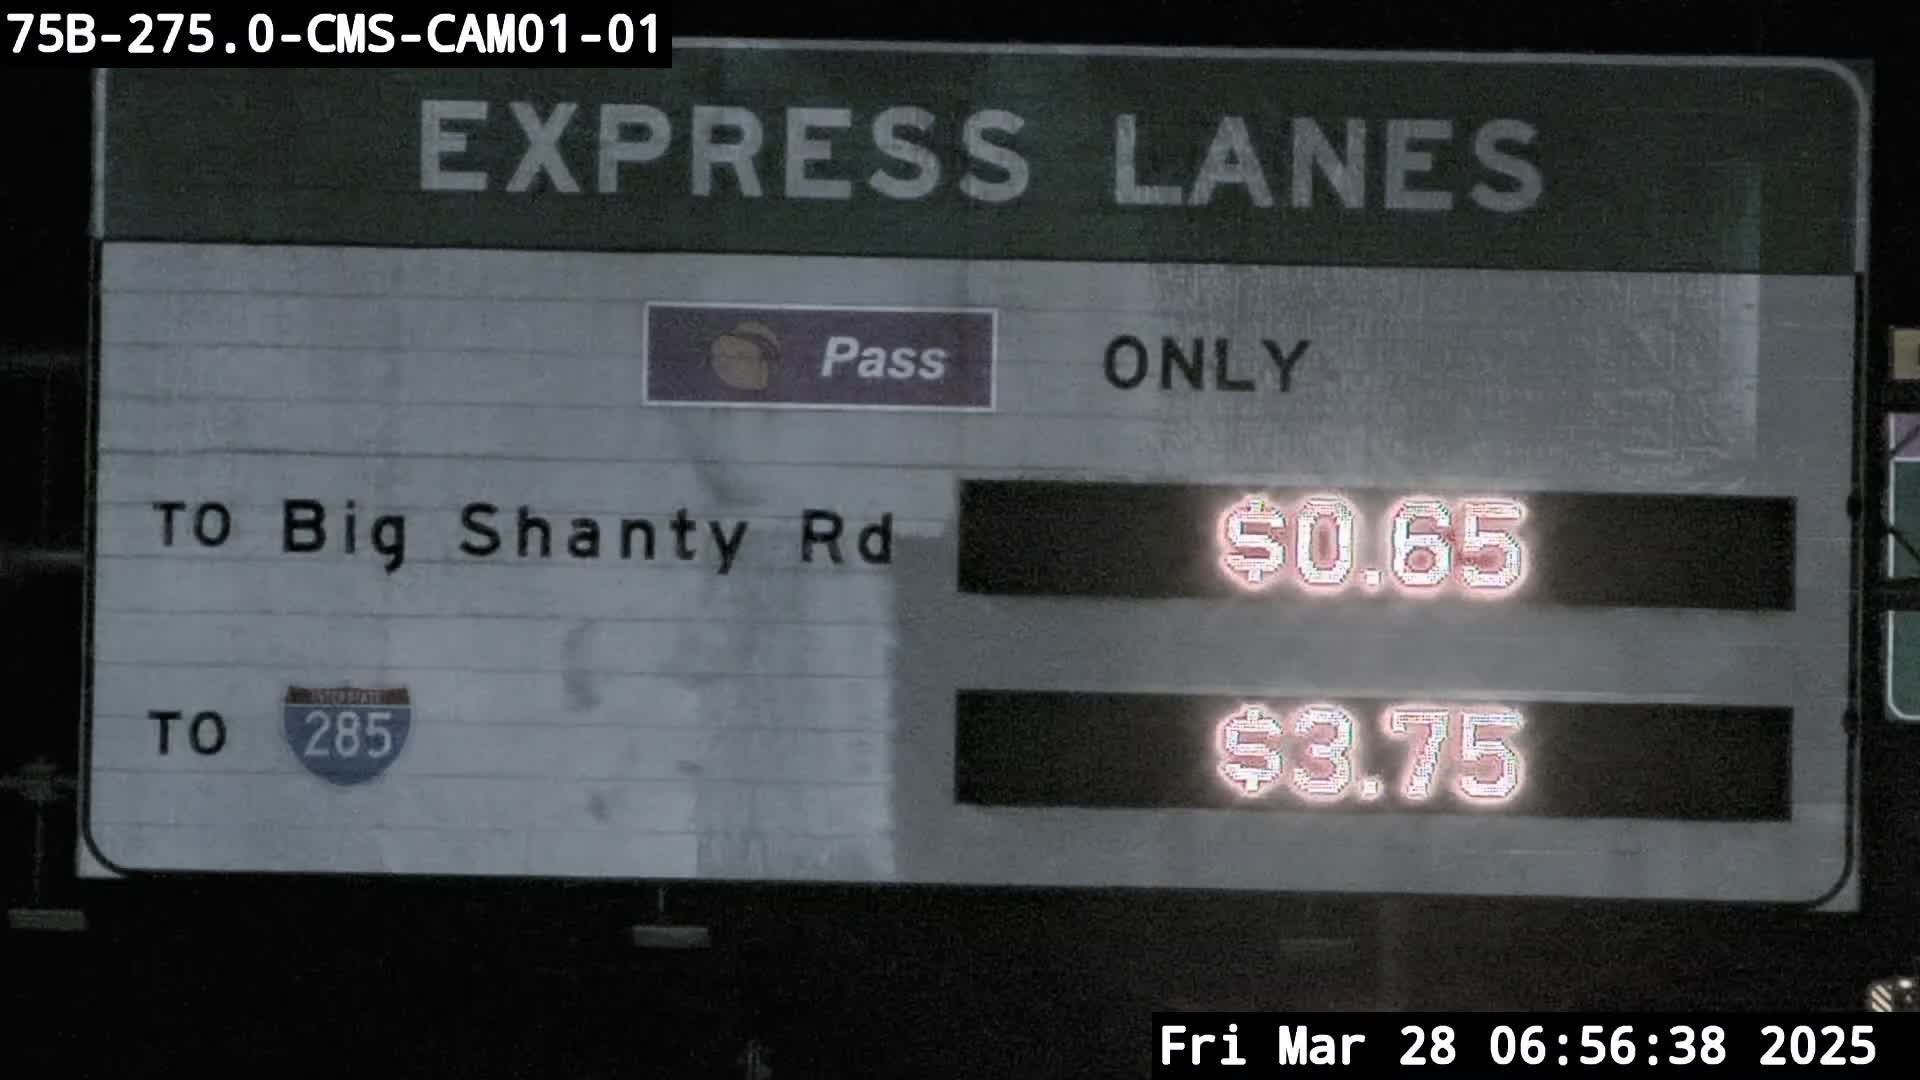 75B-275.0-CMS-CAM01-01
EXPRESS LANES
Pass ONLY
TO Big Shanty Rd $0.65
TO INTERSTATE 285 $3.75
Fri Mar 28 06:56:38 2025